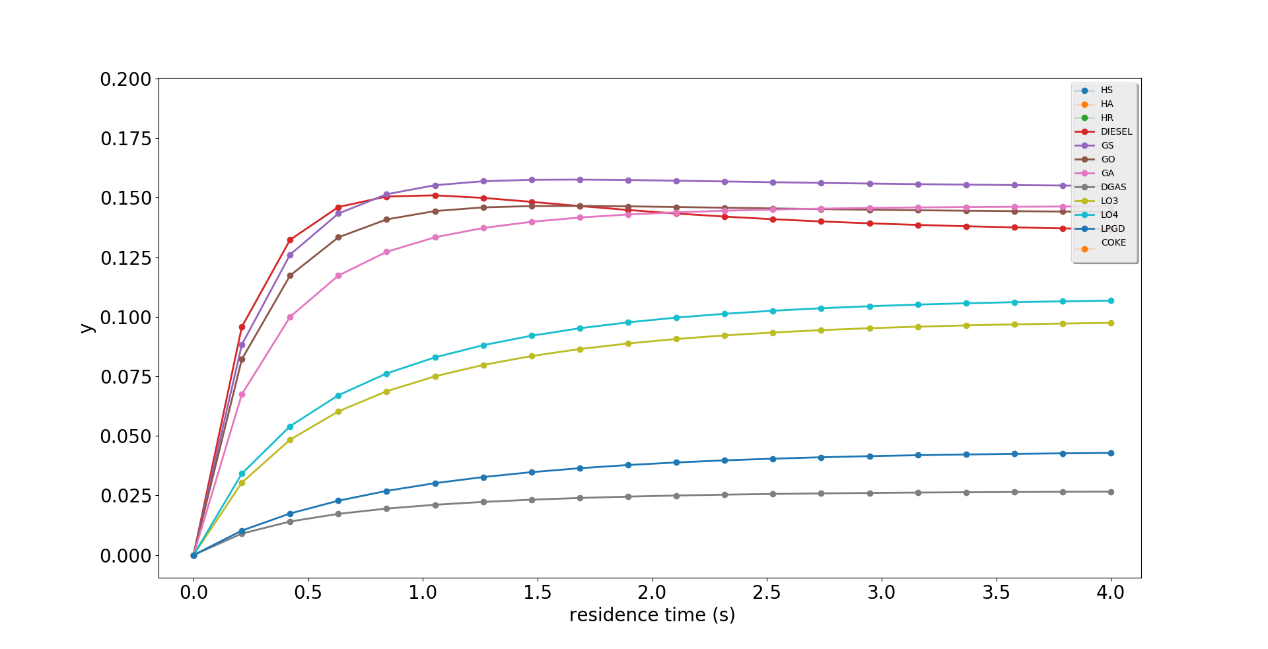 0.200
0.175
0.150
0.125
0.100
0.075
0.050
0.025
0.000
y
0.0 0.5 1.0 1.5 2.0 2.5 3.0 3.5 4.0
residence time (s)
HS
HA
HR
DIESEL
GS
GO
GA
DGAS
LO3
LO4
LPGD
COKE